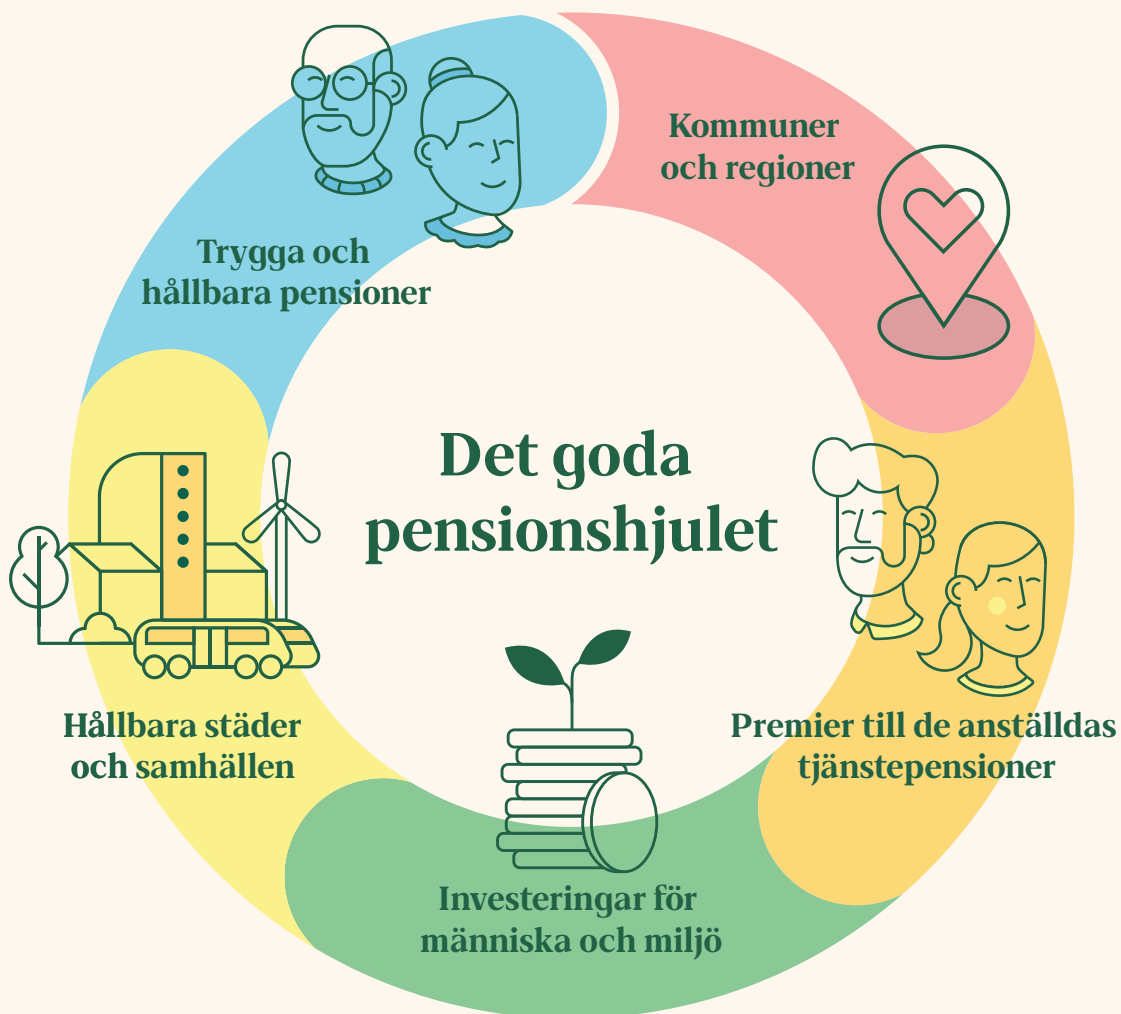 Kommuner
och regioner
Trygga och
hållbara pensioner
Det goda
pensionshjulet
Hållbara städer
och samhällen
Premier till de anställdas
tjänstepensioner
Investeringar för
människa och miljö